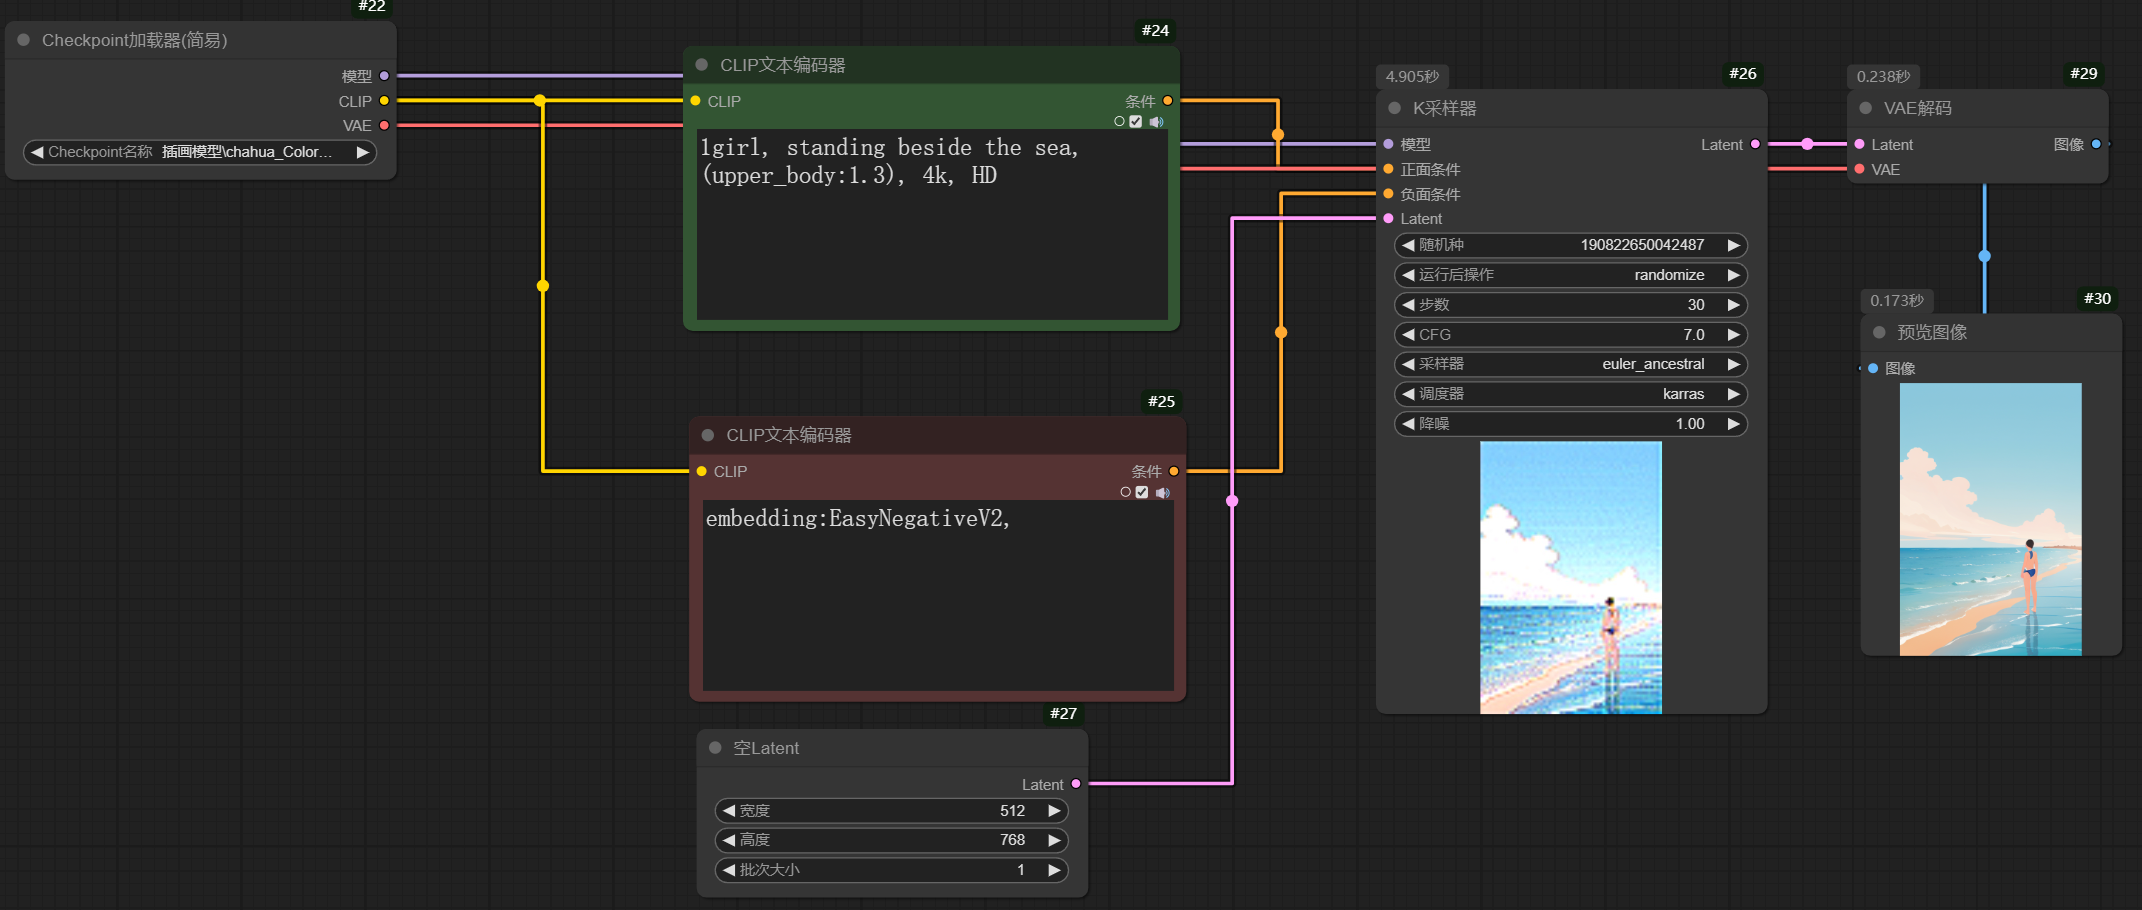 #22
Checkpoint加载器(简易)
模型
CLIP
VAE
Checkpoint名称 插画模型\chahua_Color...
#24
CLIP文本编码器
CLIP 条件
1girl, standing beside the sea,
(upper_body:1.3), 4k, HD
#25
CLIP文本编码器
CLIP 条件
embedding:EasyNegativeV2,
#27
空Latent
Latent
宽度 512
高度 768
批次大小 1
4.905秒 #26
K采样器
模型 Latent
正面条件
负面条件
Latent
随机种 190822650042487
运行后操作 randomize
步数 30
CFG 7.0
采样器 euler_ancestral
调度器 karras
降噪 1.00
0.238秒 #29
VAE解码
Latent 图像
VAE
0.173秒 #30
预览图像
图像